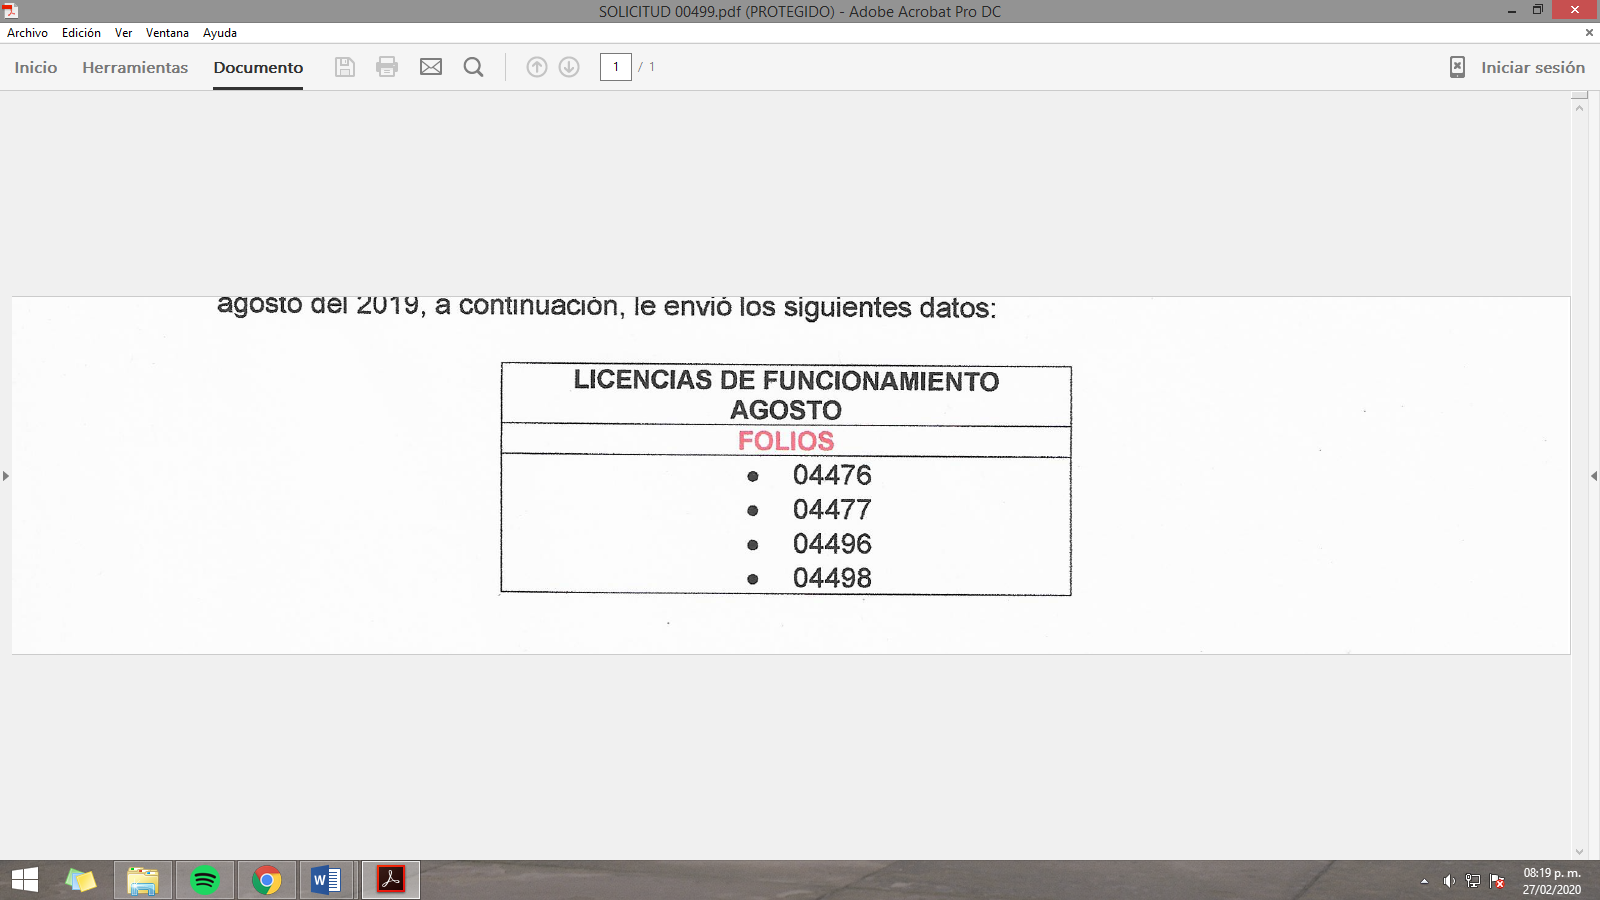 SOLICITUD 00499.pdf (PROTEGIDO) - Adobe Acrobat Pro DC
Archivo Edición Ver Ventana Ayuda
Inicio Herramientas Documento 1 / 1 Iniciar sesión
agosto del 2019, a continuación, le envió los siguientes datos:
LICENCIAS DE FUNCIONAMIENTO
AGOSTO
FOLIOS
• 04476
• 04477
• 04496
• 04498
08:19 p. m.
27/02/2020